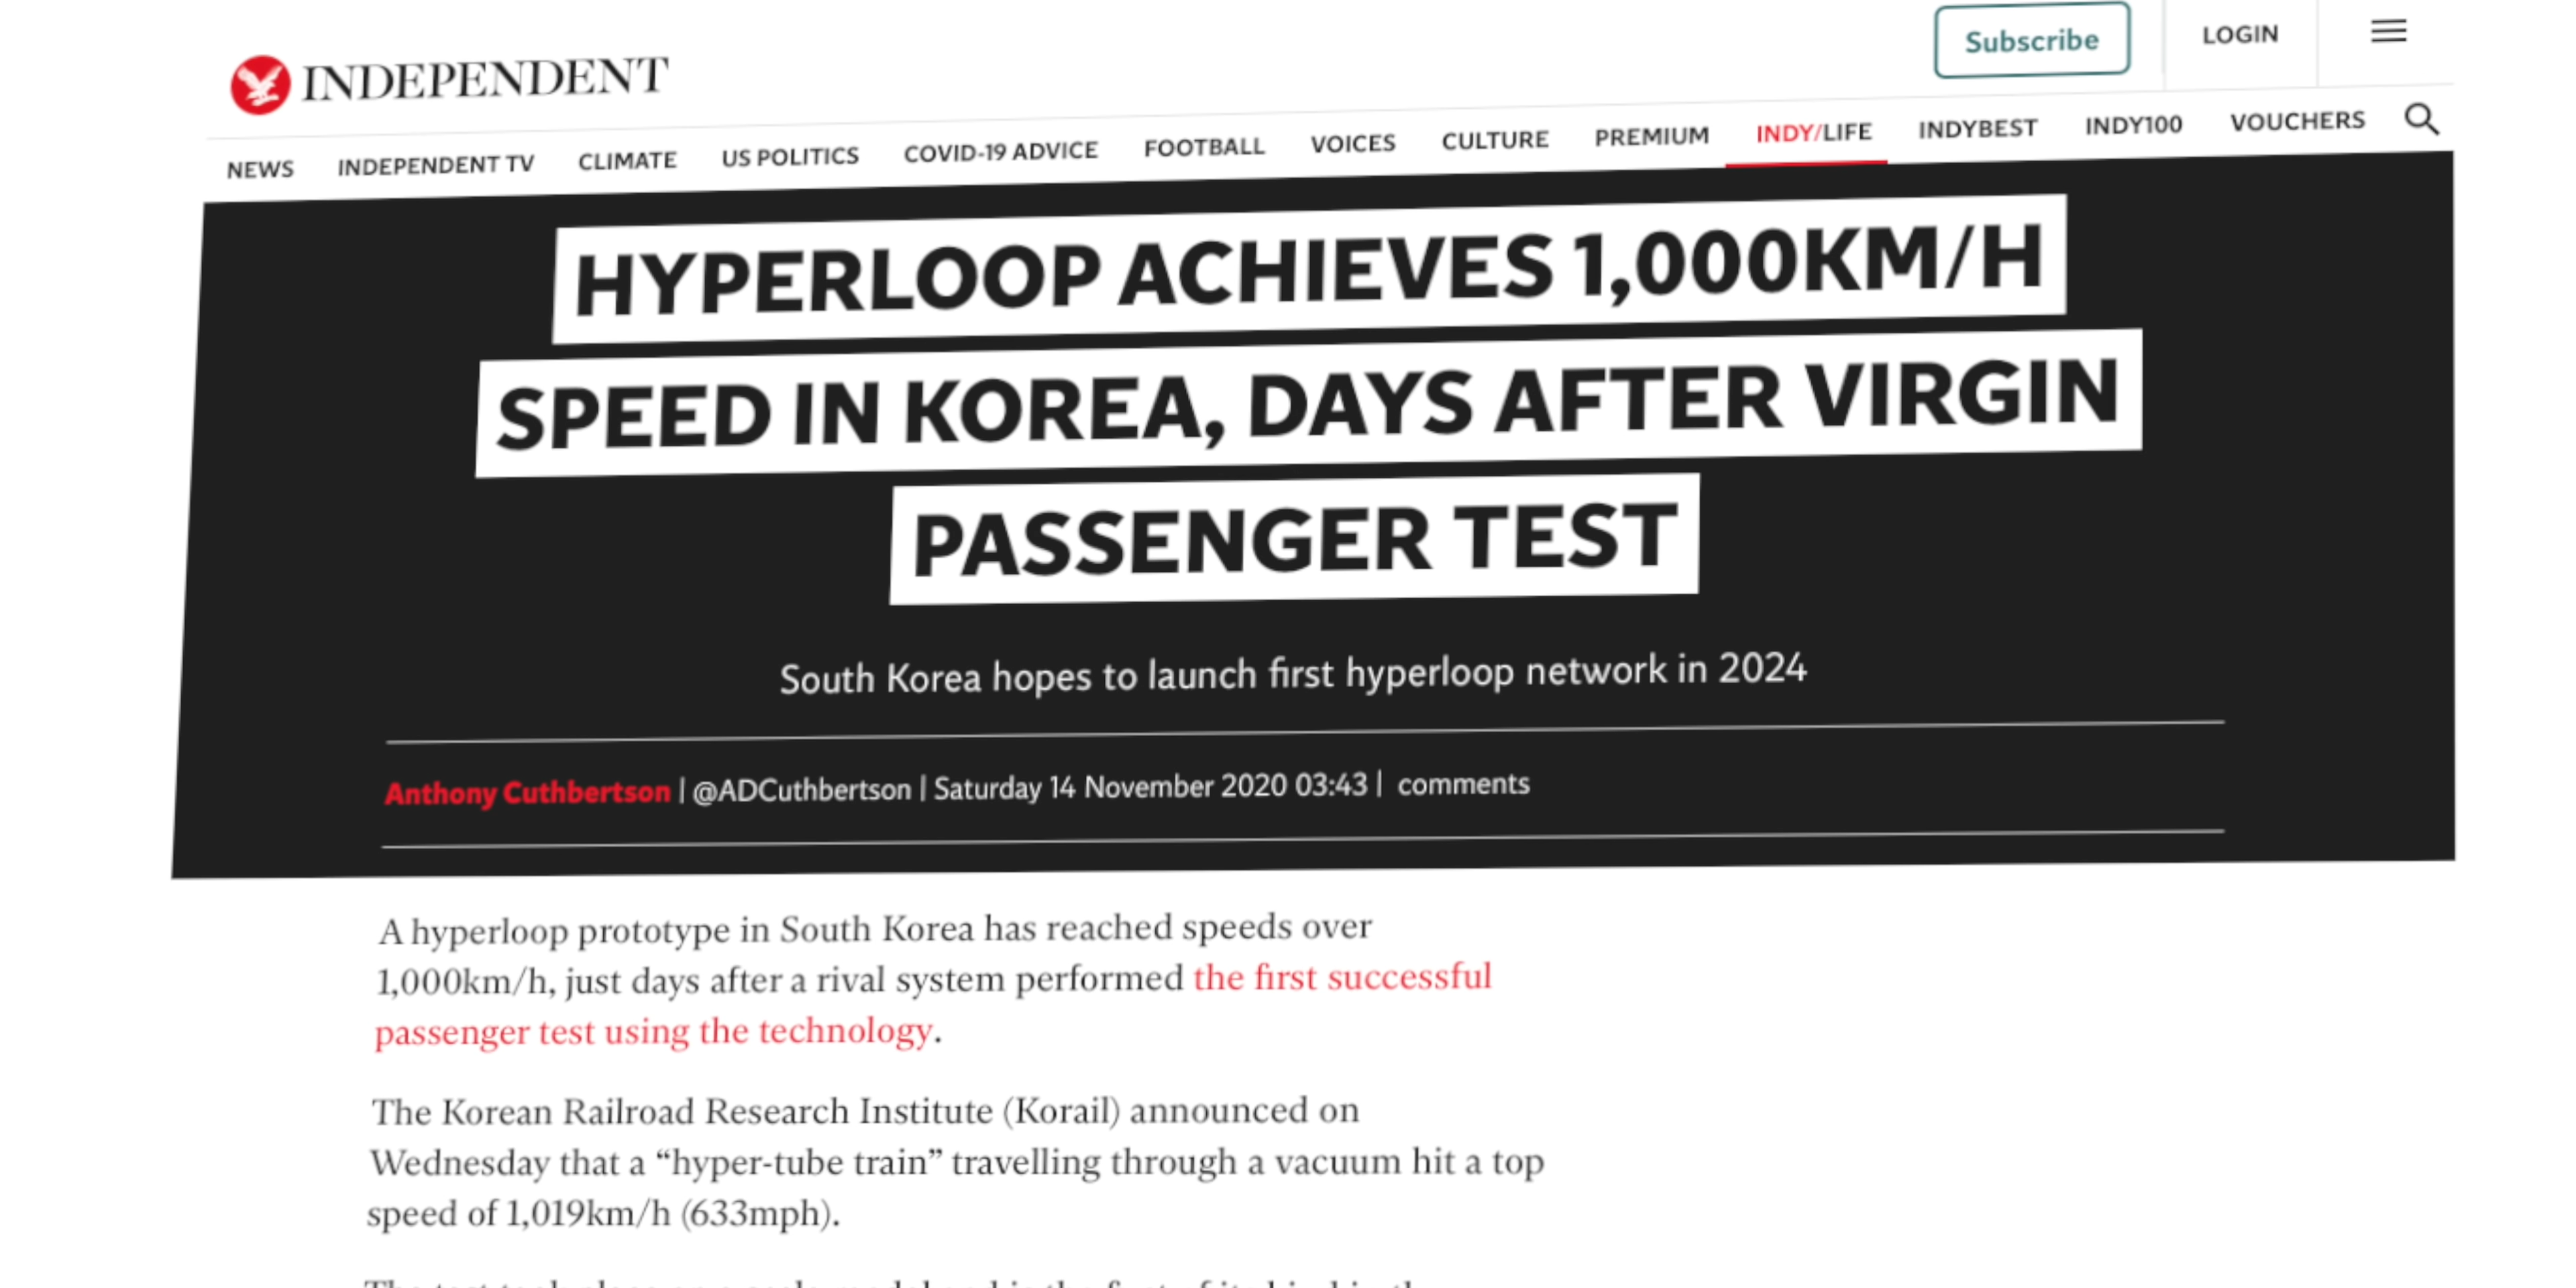 INDEPENDENT
Subscribe
LOGIN
NEWS INDEPENDENT TV CLIMATE US POLITICS COVID-19 ADVICE FOOTBALL VOICES CULTURE PREMIUM INDY/LIFE INDYBEST INDY100 VOUCHERS
HYPERLOOP ACHIEVES 1,000KM/H
SPEED IN KOREA, DAYS AFTER VIRGIN
PASSENGER TEST
South Korea hopes to launch first hyperloop network in 2024
Anthony Cuthbertson | @ADCuthbertson | Saturday 14 November 2020 03:43 | comments
A hyperloop prototype in South Korea has reached speeds over
1,000km/h, just days after a rival system performed the first successful
passenger test using the technology.
The Korean Railroad Research Institute (Korail) announced on
Wednesday that a “hyper-tube train” travelling through a vacuum hit a top
speed of 1,019km/h (633mph).